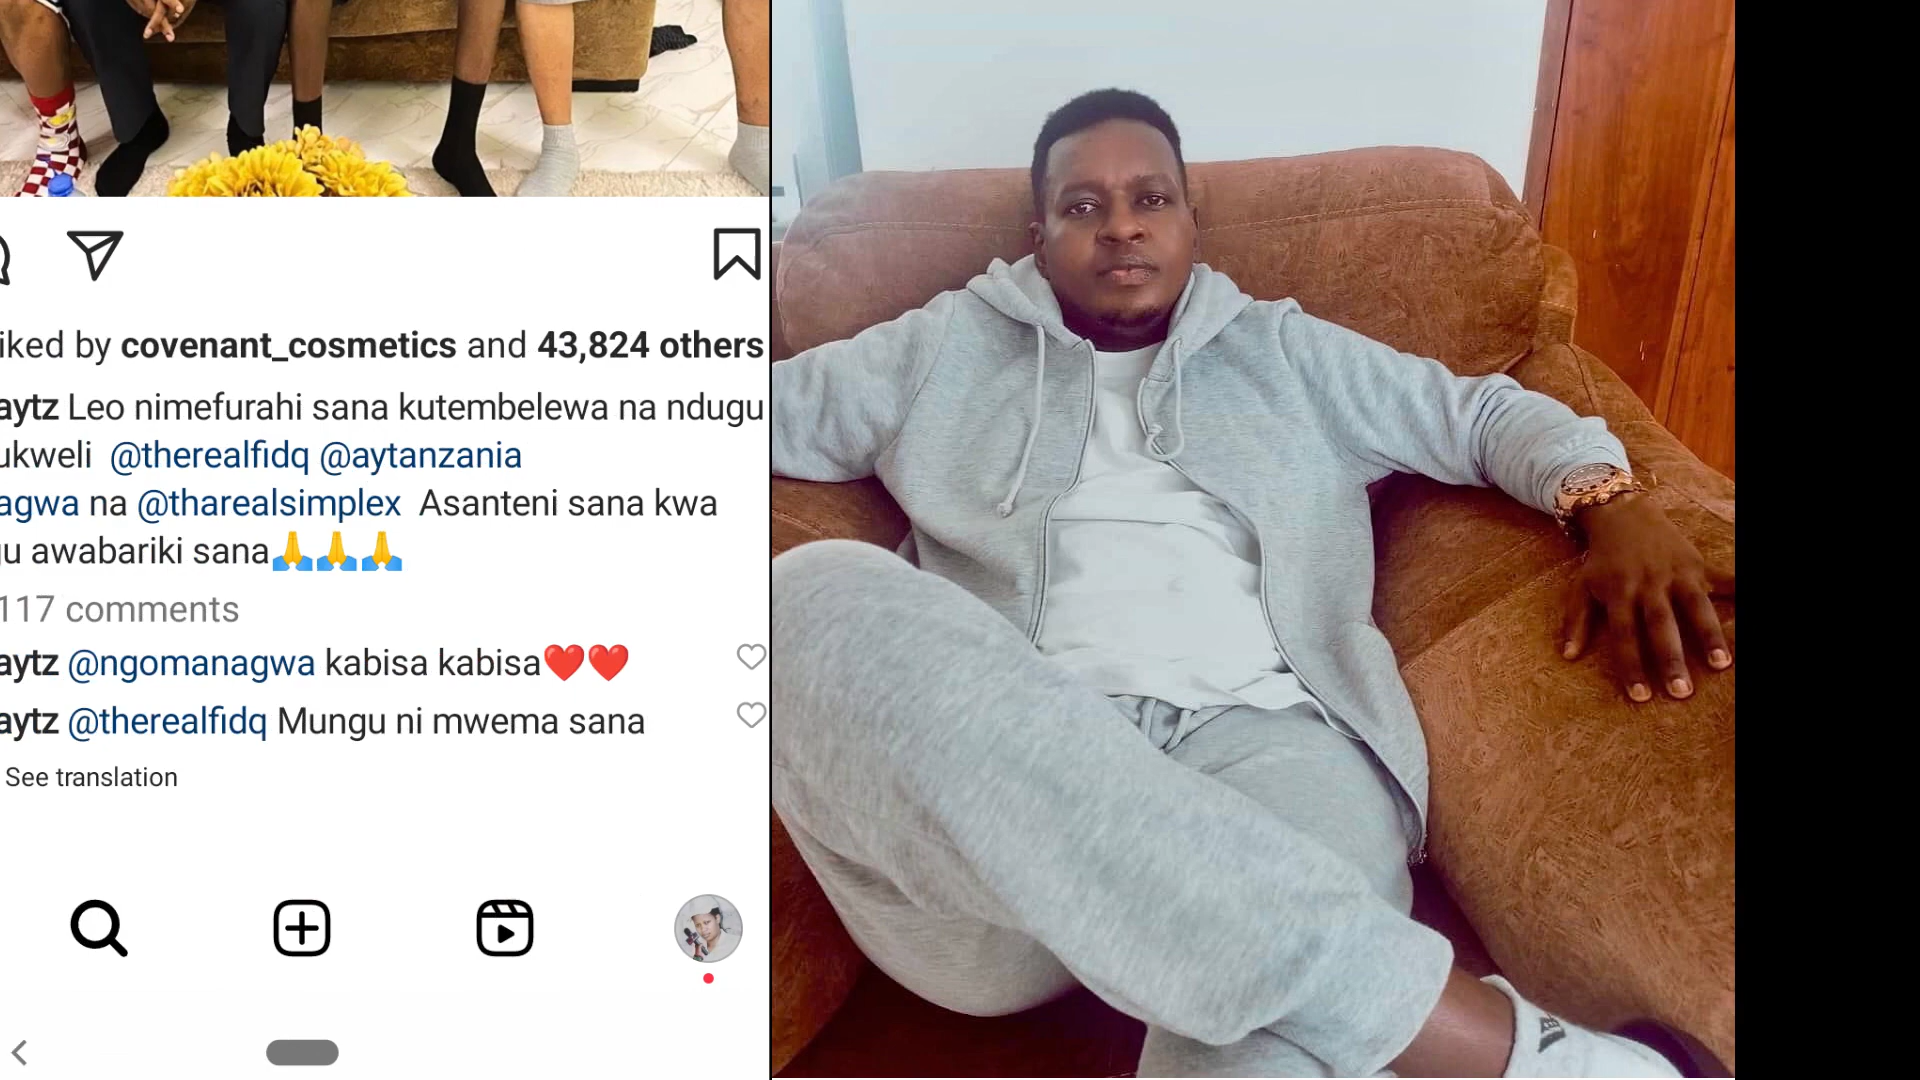 iked by covenant_cosmetics and 43,824 others
aytz Leo nimefurahi sana kutembelewa na ndugu
ukweli @therealfidq @aytanzania
agwa na @tharealsimplex Asanteni sana kwa
u awabariki sana🙏🙏🙏
117 comments
aytz @ngomanagwa kabisa kabisa❤️❤️
aytz @therealfidq Mungu ni mwema sana
See translation